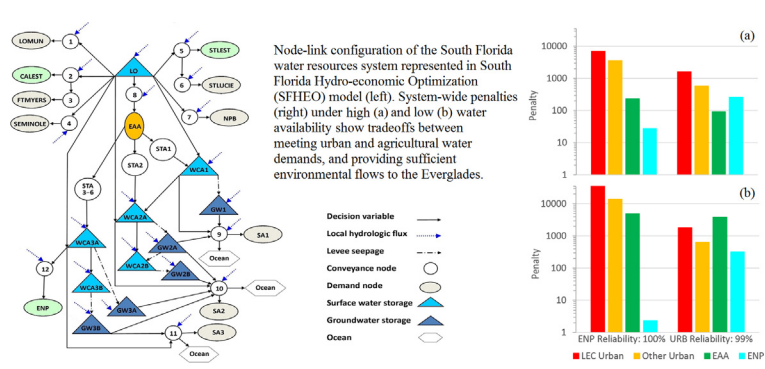 LOMUN
1
5
STLEST
CALEST
2
LO
6
STLUCIE
FTMYERS
3
8
SEMINOLE
4
7
NPB
EAA
STA1
STA2
WCA1
STA
3-6
GW1
WCA2A
9
SA1
WCA3A
GW2A
Ocean
12
WCA2B
GW2B
WCA3B
10
Ocean
ENP
GW3A
SA2
GW3B
11
SA3
Ocean
Node-link configuration of the South Florida
water resources system represented in South
Florida Hydro-economic Optimization
(SFHEO) model (left). System-wide penalties
(right) under high (a) and low (b) water
availability show tradeoffs between
meeting urban and agricultural water
demands, and providing sufficient
environmental flows to the Everglades.
Decision variable
Local hydrologic flux
Levee seepage
Conveyance node
Demand node
Surface water storage
Groundwater storage
Ocean
(a)
Penalty
10000
1000
100
10
1
(b)
Penalty
10000
1000
100
10
1
ENP Reliability: 100% URB Reliability: 99%
LEC Urban Other Urban EAA ENP